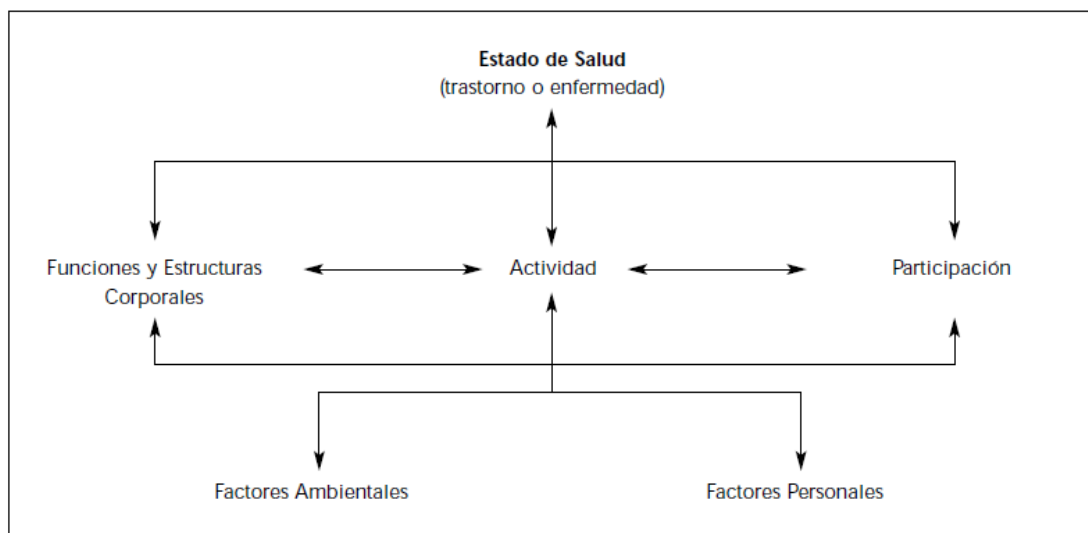 Estado de Salud
(trastorno o enfermedad)
Funciones y Estructuras
Corporales
Actividad
Participación
Factores Ambientales
Factores Personales